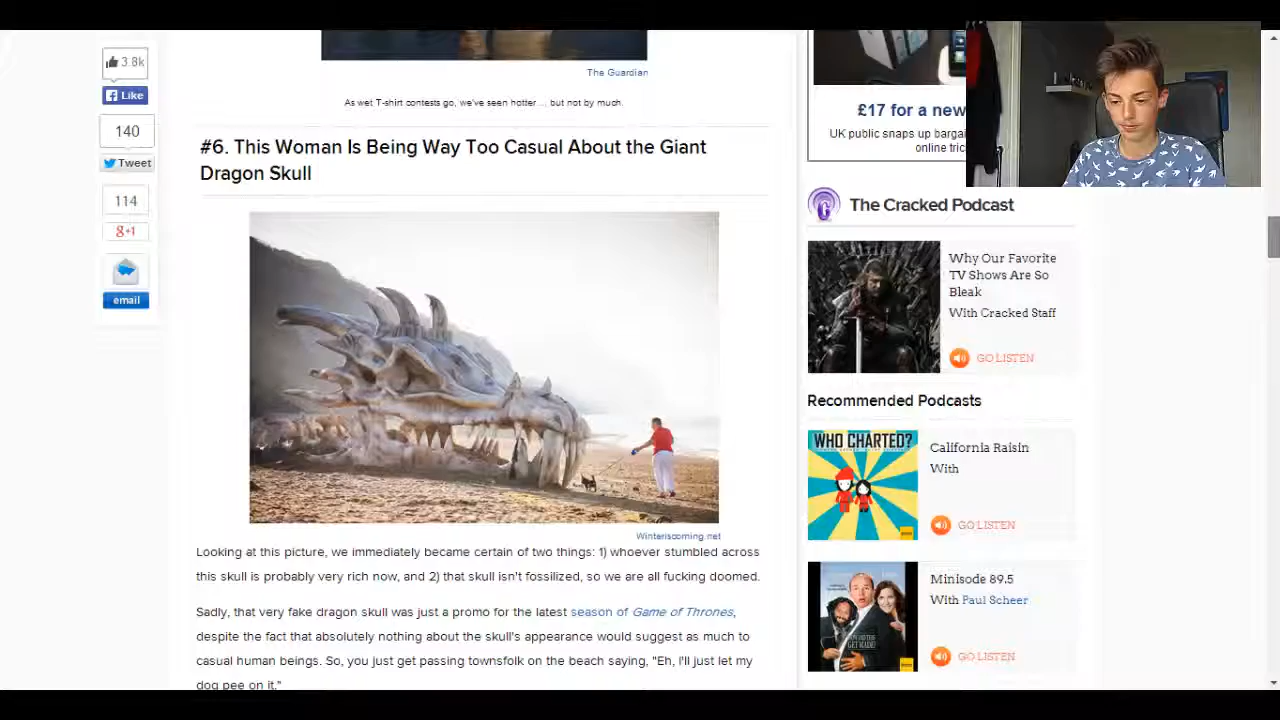 3.8k
Like
140
Tweet
114
g+1
email
The Guardian
As wet T-shirt contests go, we've seen hotter ... but not by much.
#6. This Woman Is Being Way Too Casual About the Giant
Dragon Skull
Winteriscoming.net
Looking at this picture, we immediately became certain of two things: 1) whoever stumbled across
this skull is probably very rich now, and 2) that skull isn't fossilized, so we are all fucking doomed.
Sadly, that very fake dragon skull was just a promo for the latest season of Game of Thrones,
despite the fact that absolutely nothing about the skull's appearance would suggest as much to
casual human beings. So, you just get passing townsfolk on the beach saying, "Eh, I'll just let my
dog pee on it."
£17 for a new
UK public snaps up bargai
online tric
The Cracked Podcast
Why Our Favorite
TV Shows Are So
Bleak
With Cracked Staff
GO LISTEN
Recommended Podcasts
WHO CHARTED?
California Raisin
With
GO LISTEN
Minisode 89.5
With Paul Scheer
GO LISTEN